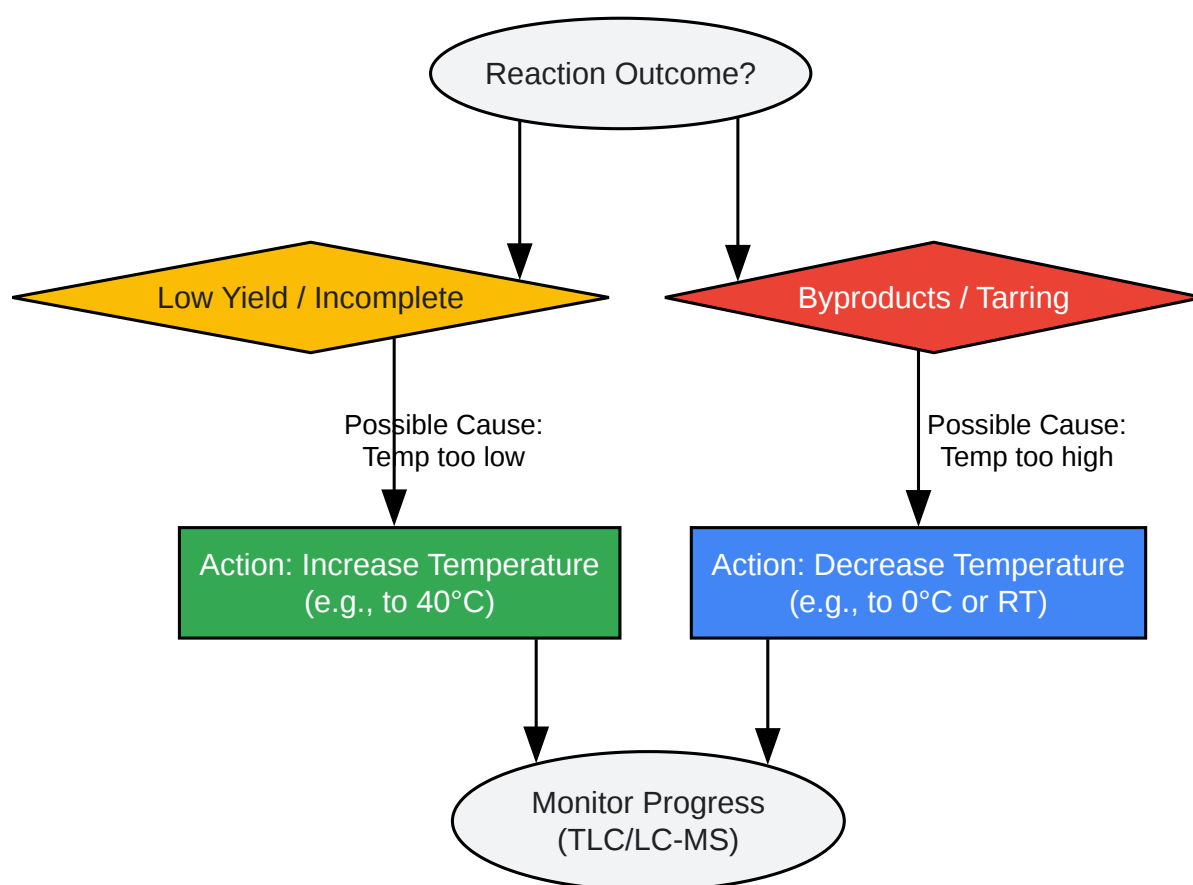 Reaction Outcome?
Low Yield / Incomplete
Byproducts / Tarring
Possible Cause:
Temp too low
Possible Cause:
Temp too high
Action: Increase Temperature
(e.g., to 40°C)
Action: Decrease Temperature
(e.g., to 0°C or RT)
Monitor Progress
(TLC/LC-MS)